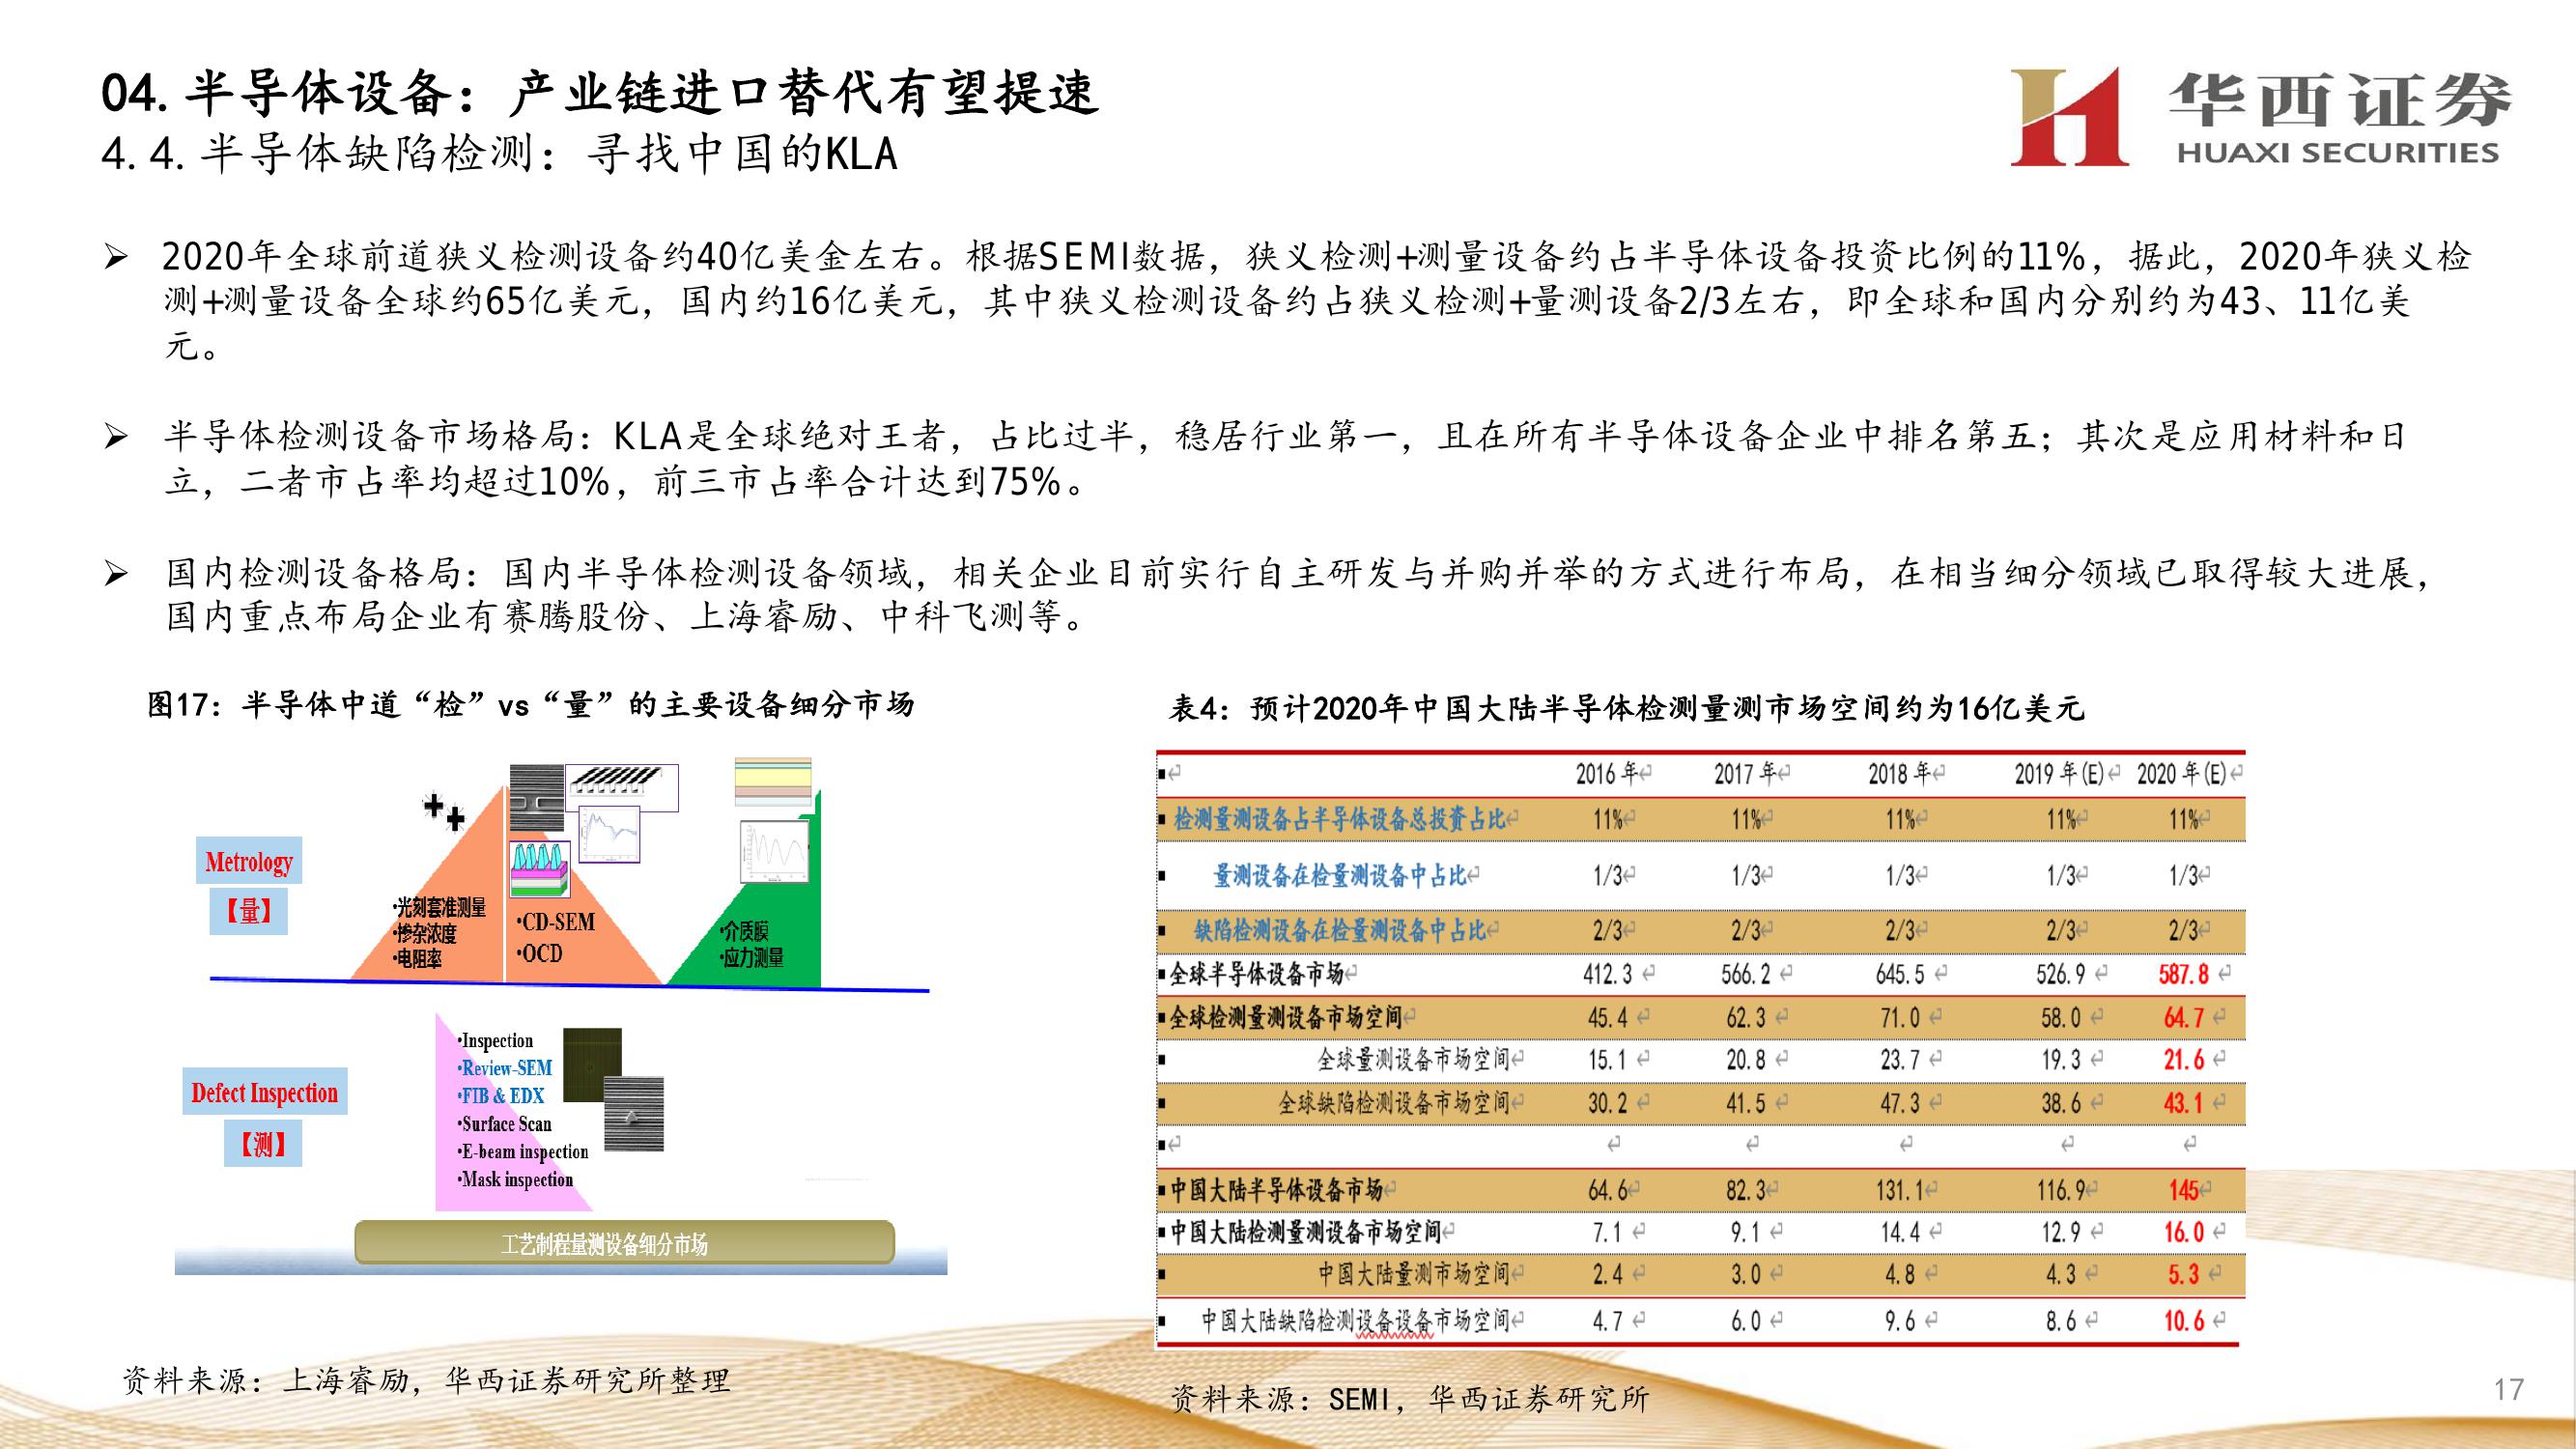 04. 半导体设备：产业链进口替代有望提速
4.4. 半导体缺陷检测：寻找中国的KLA
华西证券
HUAXI SECURITIES
➢ 2020年全球前道狭义检测设备约40亿美金左右。根据SEMI数据，狭义检测+测量设备约占半导体设备投资比例的11%，据此，2020年狭义检
测+测量设备全球约65亿美元，国内约16亿美元，其中狭义检测设备约占狭义检测+量测设备2/3左右，即全球和国内分别约为43、11亿美
元。
➢ 半导体检测设备市场格局：KLA是全球绝对王者，占比过半，稳居行业第一，且在所有半导体设备企业中排名第五；其次是应用材料和日
立，二者市占率均超过10%，前三市占率合计达到75%。
➢ 国内检测设备格局：国内半导体检测设备领域，相关企业目前实行自主研发与并购并举的方式进行布局，在相当细分领域已取得较大进展，
国内重点布局企业有赛腾股份、上海睿励、中科飞测等。
图17：半导体中道“检”vs“量”的主要设备细分市场
Metrology
【量】
•光刻套准测量
•掺杂浓度
•电阻率
•CD-SEM
•OCD
•介质膜
•应力测量
Defect Inspection
【测】
•Inspection
•Review-SEM
•FIB & EDX
•Surface Scan
•E-beam inspection
•Mask inspection
工艺制程量测设备细分市场
资料来源：上海睿励，华西证券研究所整理
表4：预计2020年中国大陆半导体检测量测市场空间约为16亿美元
2016 年 2017 年 2018 年 2019 年(E) 2020 年(E)
检测量测设备占半导体设备总投资占比 11% 11% 11% 11% 11%
量测设备在检量测设备中占比 1/3 1/3 1/3 1/3 1/3
缺陷检测设备在检量测设备中占比 2/3 2/3 2/3 2/3 2/3
全球半导体设备市场 412.3 566.2 645.5 526.9 587.8
全球检测量测设备市场空间 45.4 62.3 71.0 58.0 64.7
全球量测设备市场空间 15.1 20.8 23.7 19.3 21.6
全球缺陷检测设备市场空间 30.2 41.5 47.3 38.6 43.1
中国大陆半导体设备市场 64.6 82.3 131.1 116.9 145
中国大陆检测量测设备市场空间 7.1 9.1 14.4 12.9 16.0
中国大陆量测市场空间 2.4 3.0 4.8 4.3 5.3
中国大陆缺陷检测设备设备市场空间 4.7 6.0 9.6 8.6 10.6
资料来源：SEMI，华西证券研究所
17